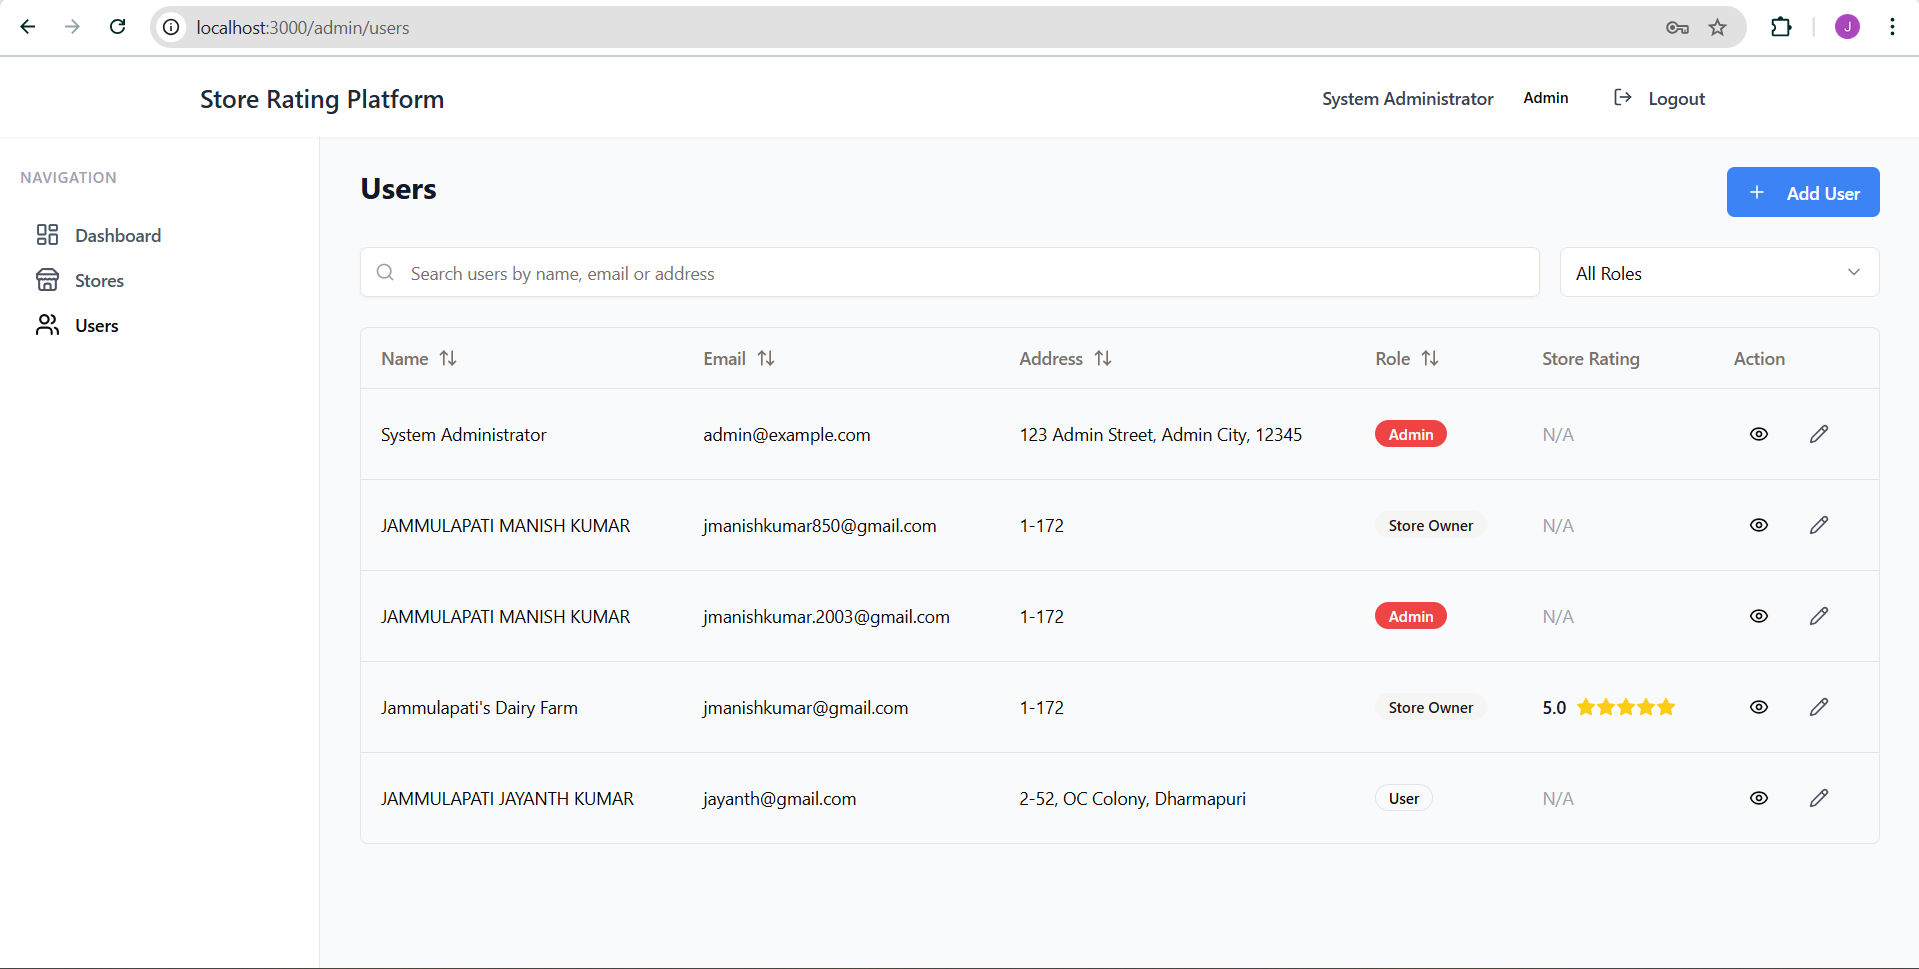 localhost:3000/admin/users
J
Store Rating Platform
System Administrator Admin Logout
NAVIGATION
Dashboard
Stores
Users
Users
+ Add User
Search users by name, email or address
All Roles
Name Email Address Role Store Rating Action
System Administrator admin@example.com 123 Admin Street, Admin City, 12345 Admin N/A
JAMMULAPATI MANISH KUMAR jmanishkumar850@gmail.com 1-172 Store Owner N/A
JAMMULAPATI MANISH KUMAR jmanishkumar.2003@gmail.com 1-172 Admin N/A
Jammulapati's Dairy Farm jmanishkumar@gmail.com 1-172 Store Owner 5.0
JAMMULAPATI JAYANTH KUMAR jayanth@gmail.com 2-52, OC Colony, Dharmapuri User N/A